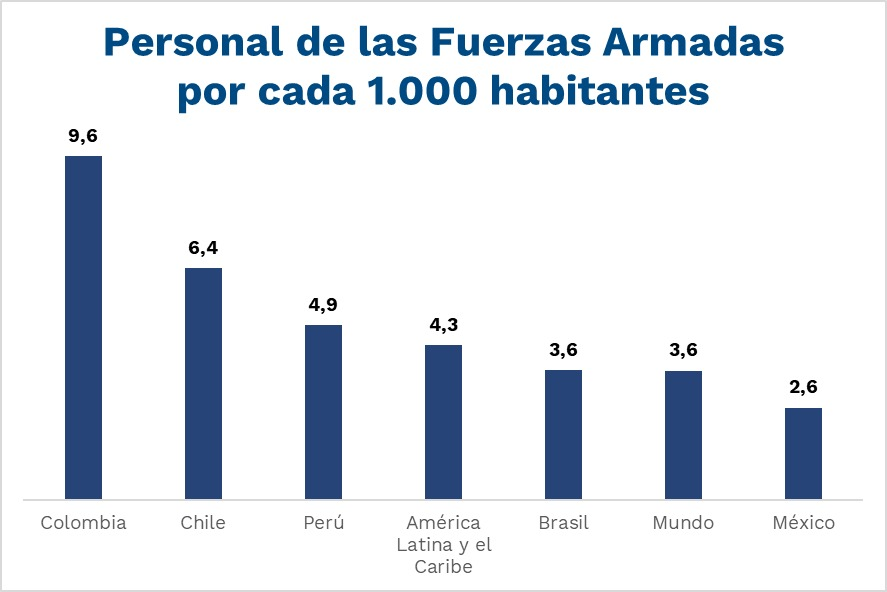 Personal de las Fuerzas Armadas
por cada 1.000 habitantes
9,6
6,4
4,9
4,3
3,6
3,6
2,6
Colombia
Chile
Perú
América
Latina y el
Caribe
Brasil
Mundo
México